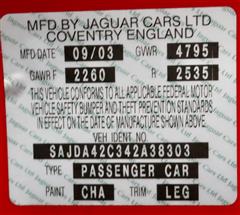 MFD BY JAGUAR CARS LTD
COVENTRY ENGLAND
MFD DATE 09/03 GVWR 4795
GAWR F 2260 R 2535
THIS VEHICLE CONFORMS TO ALL APPLICABLE FEDERAL MOTOR
VEHICLE SAFETY BUMPER AND THEFT PREVENTION STANDARDS
IN EFFECT ON THE DATE OF MANUFACTURE SHOWN ABOVE.
VEH IDENT NO.
SAJDA42C342A38303
TYPE PASSENGER CAR
PAINT CHA TRIM LEG